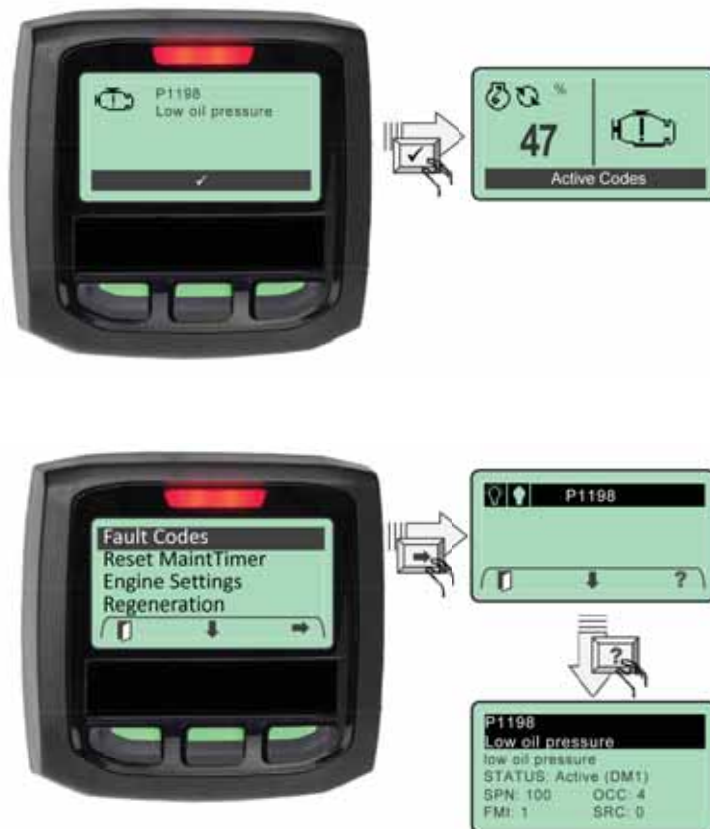 P1198
Low oil pressure
%
47
Active Codes
Fault Codes
Reset MaintTimer
Engine Settings
Regeneration
P1198
?
?
P1198
Low oil pressure
low oil pressure
STATUS: Active (DM1)
SPN: 100 OCC: 4
FMI: 1 SRC: 0